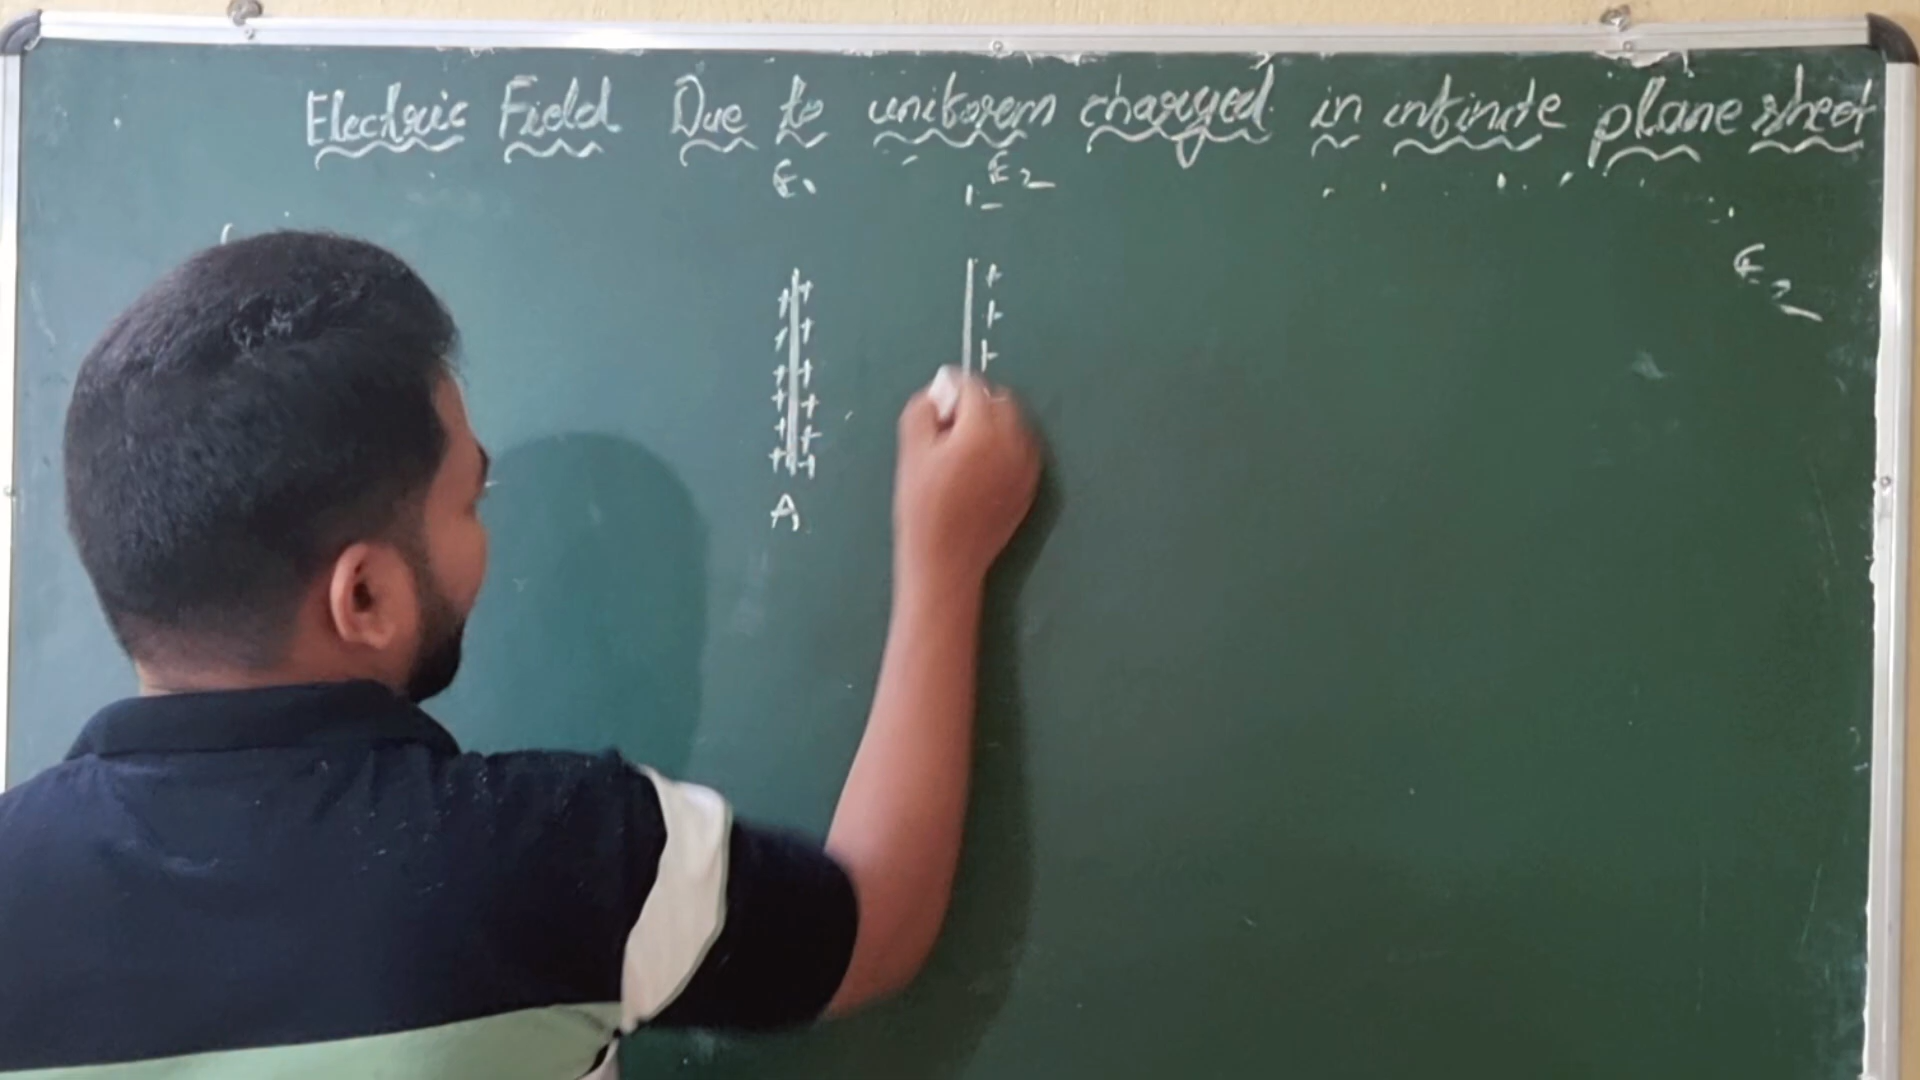 Electric Field Due to uniform charged in infinite plane sheet
E1 E2
E2
+ + +
+ + +
+ + +
+ +
+ +
+ +
A